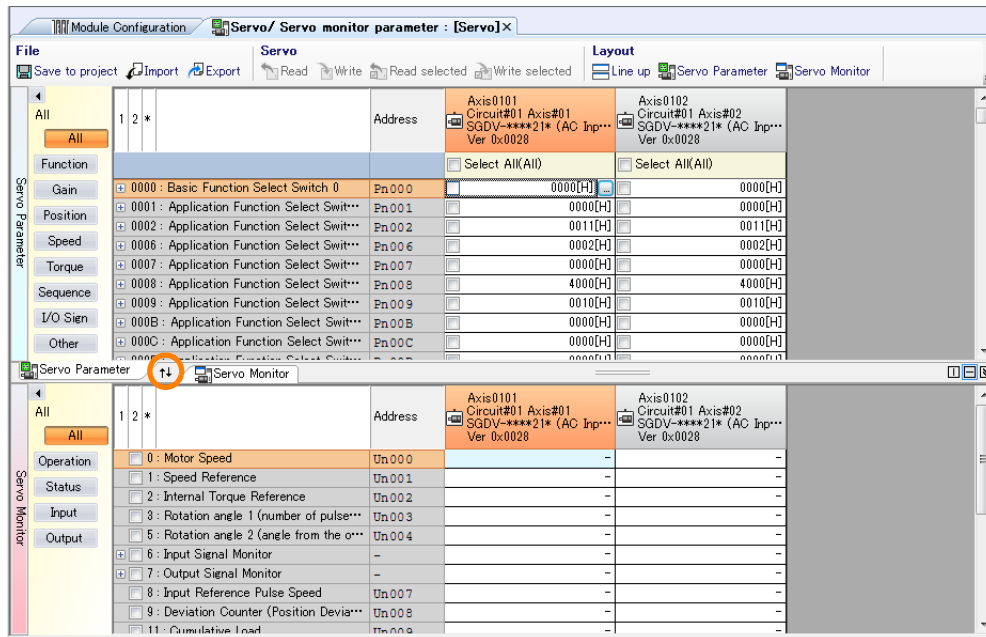 Module Configuration
Servo/ Servo monitor parameter : [Servo]×
File
Servo
Layout
Save to project Import Export
Read Write Read selected Write selected
Line up Servo Parameter Servo Monitor
Servo Parameter
All
All
Function
Gain
Position
Speed
Torque
Sequence
I/O Sign
Other
1 2 *
Address
Axis0101
Circuit#01 Axis#01
SGDV-****21* (AC Inp⋯
Ver 0x0028
Axis0102
Circuit#01 Axis#02
SGDV-****21* (AC Inp⋯
Ver 0x0028
Select All(All)
Select All(All)
0000 : Basic Function Select Switch 0 Pn000 0000[H] ... 0000[H]
0001 : Application Function Select Swit⋯ Pn001 0000[H] 0000[H]
0002 : Application Function Select Swit⋯ Pn002 0011[H] 0011[H]
0006 : Application Function Select Swit⋯ Pn006 0002[H] 0002[H]
0007 : Application Function Select Swit⋯ Pn007 0000[H] 0000[H]
0008 : Application Function Select Swit⋯ Pn008 4000[H] 4000[H]
0009 : Application Function Select Swit⋯ Pn009 0010[H] 0010[H]
000B : Application Function Select Swit⋯ Pn00B 0000[H] 0000[H]
000C : Application Function Select Swit⋯ Pn00C 0000[H] 0000[H]
Servo Parameter
Servo Monitor
Servo Monitor
All
All
Operation
Status
Input
Output
1 2 *
Address
Axis0101
Circuit#01 Axis#01
SGDV-****21* (AC Inp⋯
Ver 0x0028
Axis0102
Circuit#01 Axis#02
SGDV-****21* (AC Inp⋯
Ver 0x0028
0 : Motor Speed Un000 - -
1 : Speed Reference Un001 - -
2 : Internal Torque Reference Un002 - -
3 : Rotation angle 1 (number of pulse⋯ Un003 - -
5 : Rotation angle 2 (angle from the o⋯ Un004 - -
6 : Input Signal Monitor - - -
7 : Output Signal Monitor - - -
8 : Input Reference Pulse Speed Un007 - -
9 : Deviation Counter (Position Devia⋯ Un008 - -
11 : Cumulative Load Un009 - -